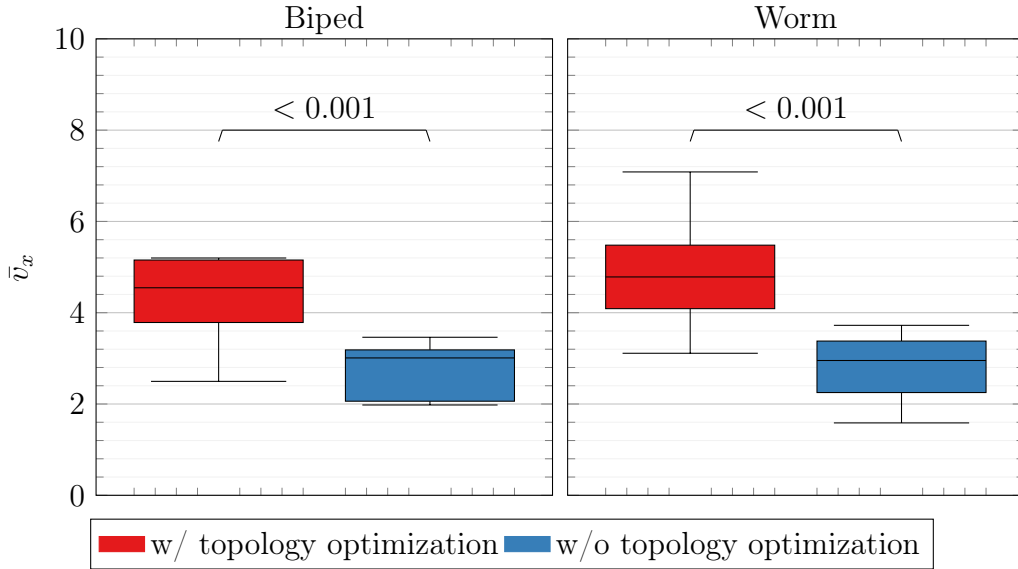 Biped Worm
10
< 0.001 < 0.001
8
6
v̄ₓ
4
2
0
w/ topology optimization w/o topology optimization